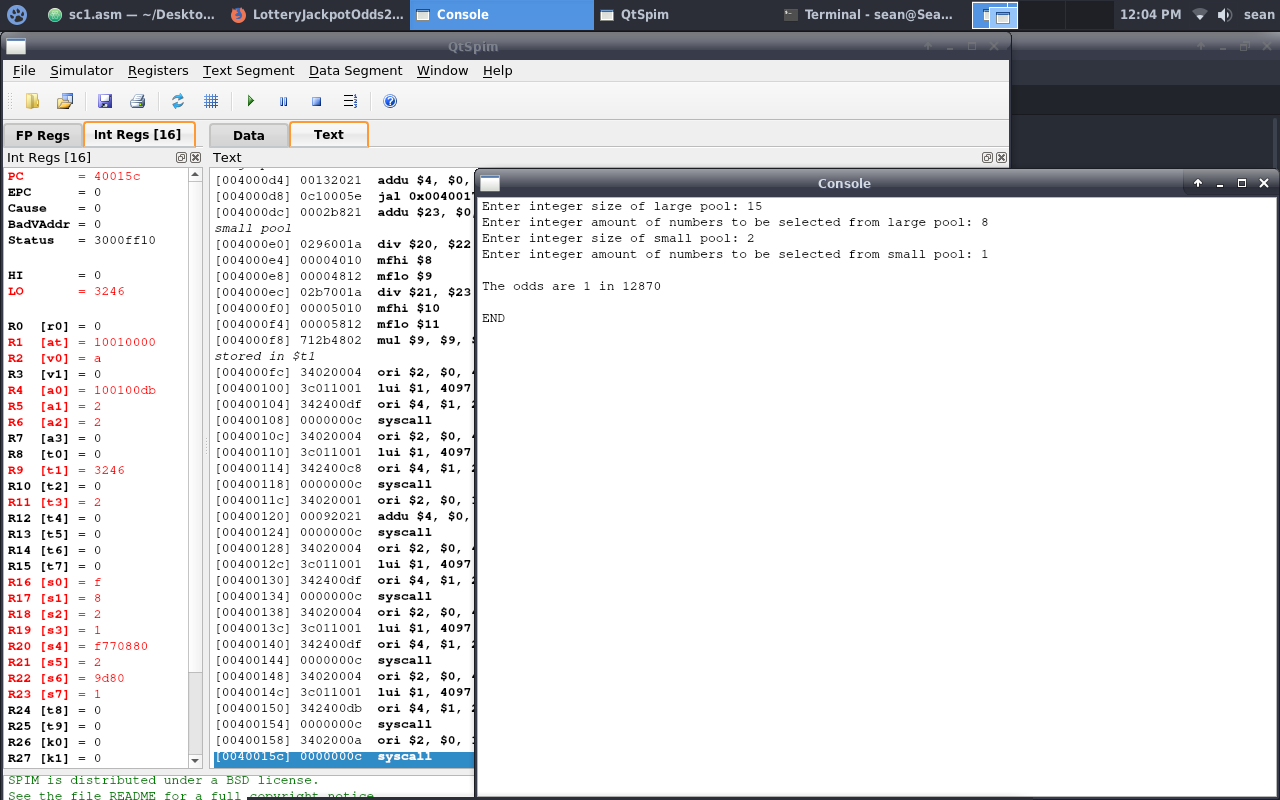 sc1.asm — ~/Deskto...
LotteryJackpotOdds2...
Console
QtSpim
Terminal - sean@Sea...
12:04 PM
sean
QtSpim
File Simulator Registers Text Segment Data Segment Window Help
FP Regs
Int Regs [16]
Data
Text
Int Regs [16]
Text
PC = 40015c
EPC = 0
Cause = 0
BadVAddr = 0
Status = 3000ff10
HI = 0
LO = 3246
R0 [r0] = 0
R1 [at] = 10010000
R2 [v0] = a
R3 [v1] = 0
R4 [a0] = 100100db
R5 [a1] = 2
R6 [a2] = 2
R7 [a3] = 0
R8 [t0] = 0
R9 [t1] = 3246
R10 [t2] = 0
R11 [t3] = 2
R12 [t4] = 0
R13 [t5] = 0
R14 [t6] = 0
R15 [t7] = 0
R16 [s0] = f
R17 [s1] = 8
R18 [s2] = 2
R19 [s3] = 1
R20 [s4] = f770880
R21 [s5] = 2
R22 [s6] = 9d80
R23 [s7] = 1
R24 [t8] = 0
R25 [t9] = 0
R26 [k0] = 0
R27 [k1] = 0
[004000d4] 00132021 addu $4, $0,
[004000d8] 0c10005e jal 0x004001
[004000dc] 0002b821 addu $23, $0
small pool
[004000e0] 0296001a div $20, $22
[004000e4] 00004010 mfhi $8
[004000e8] 00004812 mflo $9
[004000ec] 02b7001a div $21, $23
[004000f0] 00005010 mfhi $10
[004000f4] 00005812 mflo $11
[004000f8] 712b4802 mul $9, $9,
stored in $t1
[004000fc] 34020004 ori $2, $0,
[00400100] 3c011001 lui $1, 4097
[00400104] 342400df ori $4, $1,
[00400108] 0000000c syscall
[0040010c] 34020004 ori $2, $0,
[00400110] 3c011001 lui $1, 4097
[00400114] 342400c8 ori $4, $1,
[00400118] 0000000c syscall
[0040011c] 34020001 ori $2, $0,
[00400120] 00092021 addu $4, $0,
[00400124] 0000000c syscall
[00400128] 34020004 ori $2, $0,
[0040012c] 3c011001 lui $1, 4097
[00400130] 342400df ori $4, $1,
[00400134] 0000000c syscall
[00400138] 34020004 ori $2, $0,
[0040013c] 3c011001 lui $1, 4097
[00400140] 342400df ori $4, $1,
[00400144] 0000000c syscall
[00400148] 34020004 ori $2, $0,
[0040014c] 3c011001 lui $1, 4097
[00400150] 342400db ori $4, $1,
[00400154] 0000000c syscall
[00400158] 3402000a ori $2, $0,
[0040015c] 0000000c syscall
SPIM is distributed under a BSD license.
See the file README for a full copyright notice.
Console
Enter integer size of large pool: 15
Enter integer amount of numbers to be selected from large pool: 8
Enter integer size of small pool: 2
Enter integer amount of numbers to be selected from small pool: 1
The odds are 1 in 12870
END